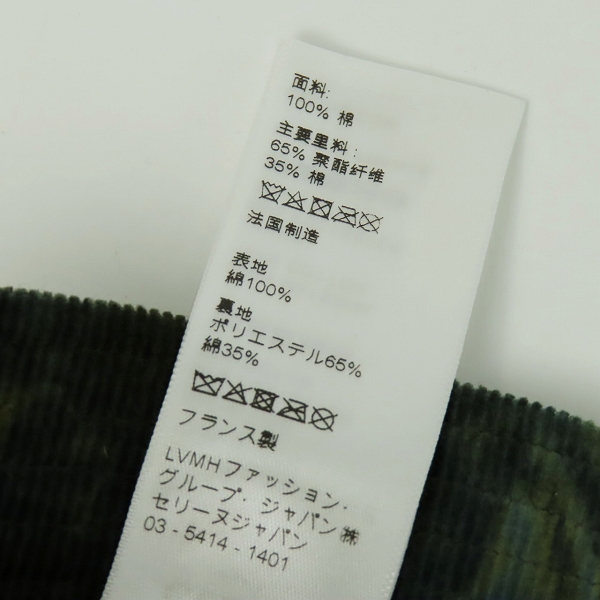 面料:
100% 棉
主要里料:
65% 聚酯纤维
35% 棉
法国制造
表地
綿100%
裏地
ポリエステル65%
綿35%
フランス製
LVMHファッション・
グループ・ジャパン㈱
セリーヌジャパン
03 - 5414 - 1401